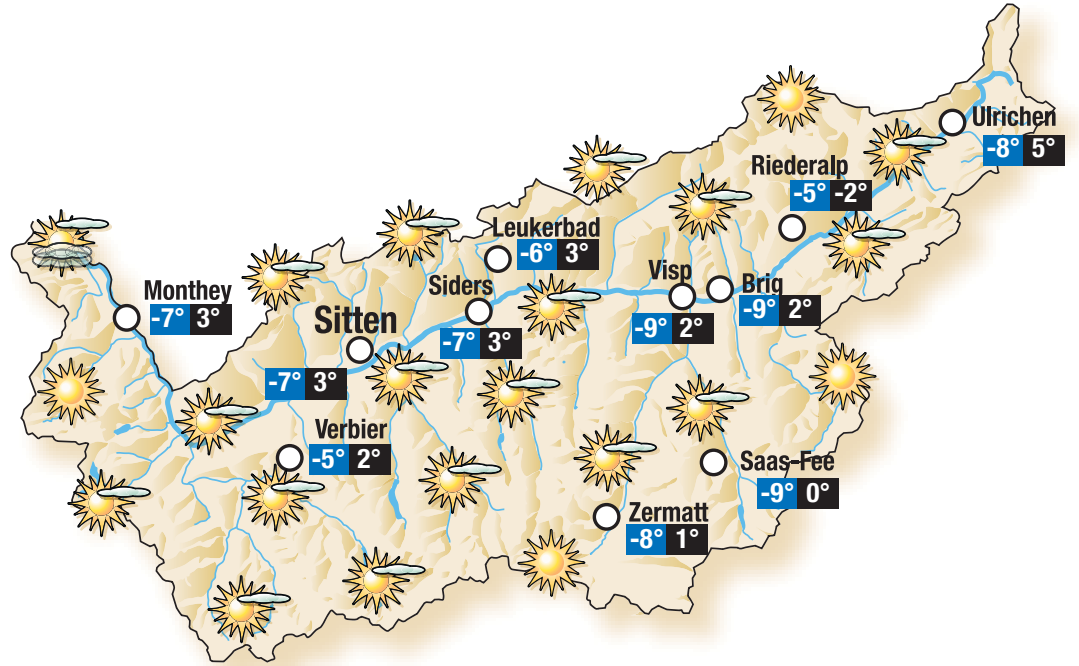 Ulrichen
-8° 5°
Riederalp
-5° -2°
Leukerbad
-6° 3°
Visp
-9° 2°
Brig
-9° 2°
Monthey
-7° 3°
Siders
-7° 3°
Sitten
-7° 3°
Verbier
-5° 2°
Saas-Fee
-9° 0°
Zermatt
-8° 1°